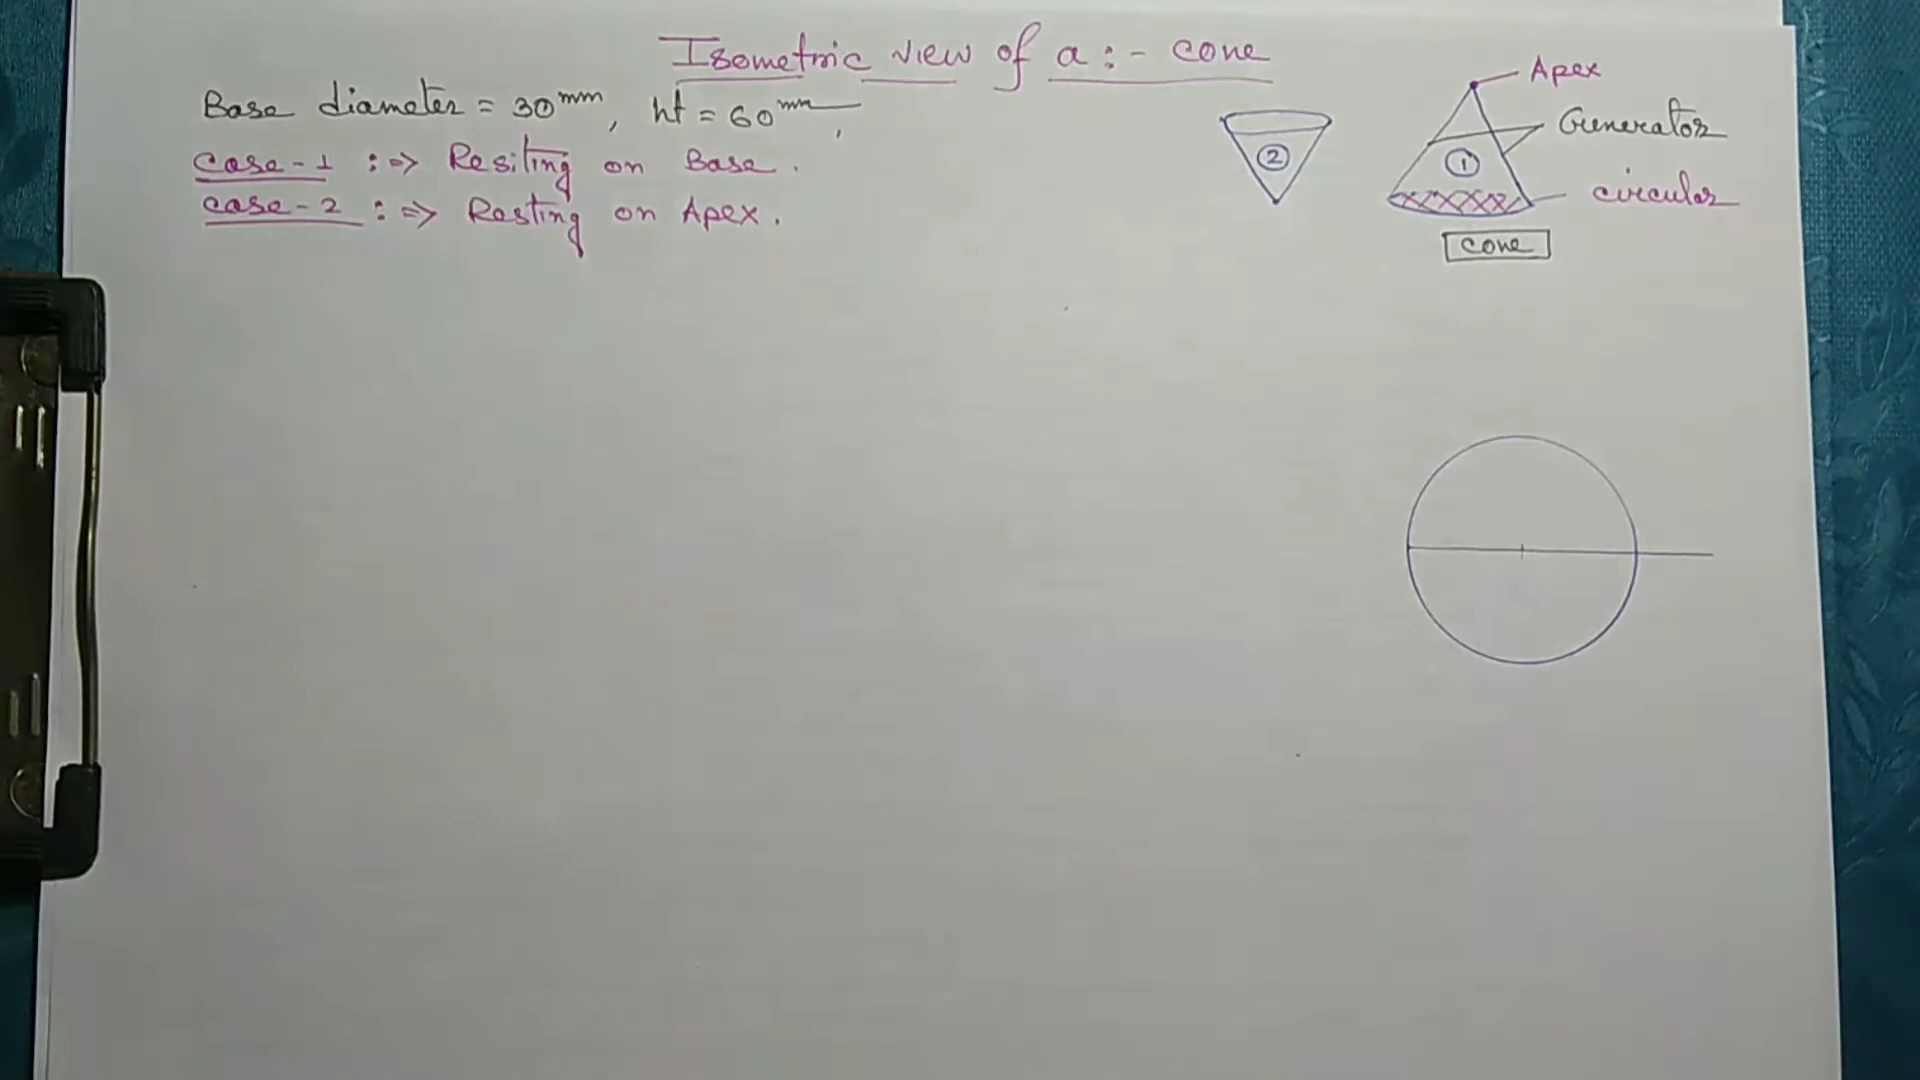 Isometric view of a :- cone
Base diameter = 30mm, ht = 60mm,
case-1 :⇒ Resiting on Base.
case-2 :⇒ Resting on Apex.
Apex
Generator
②
①
circular
cone